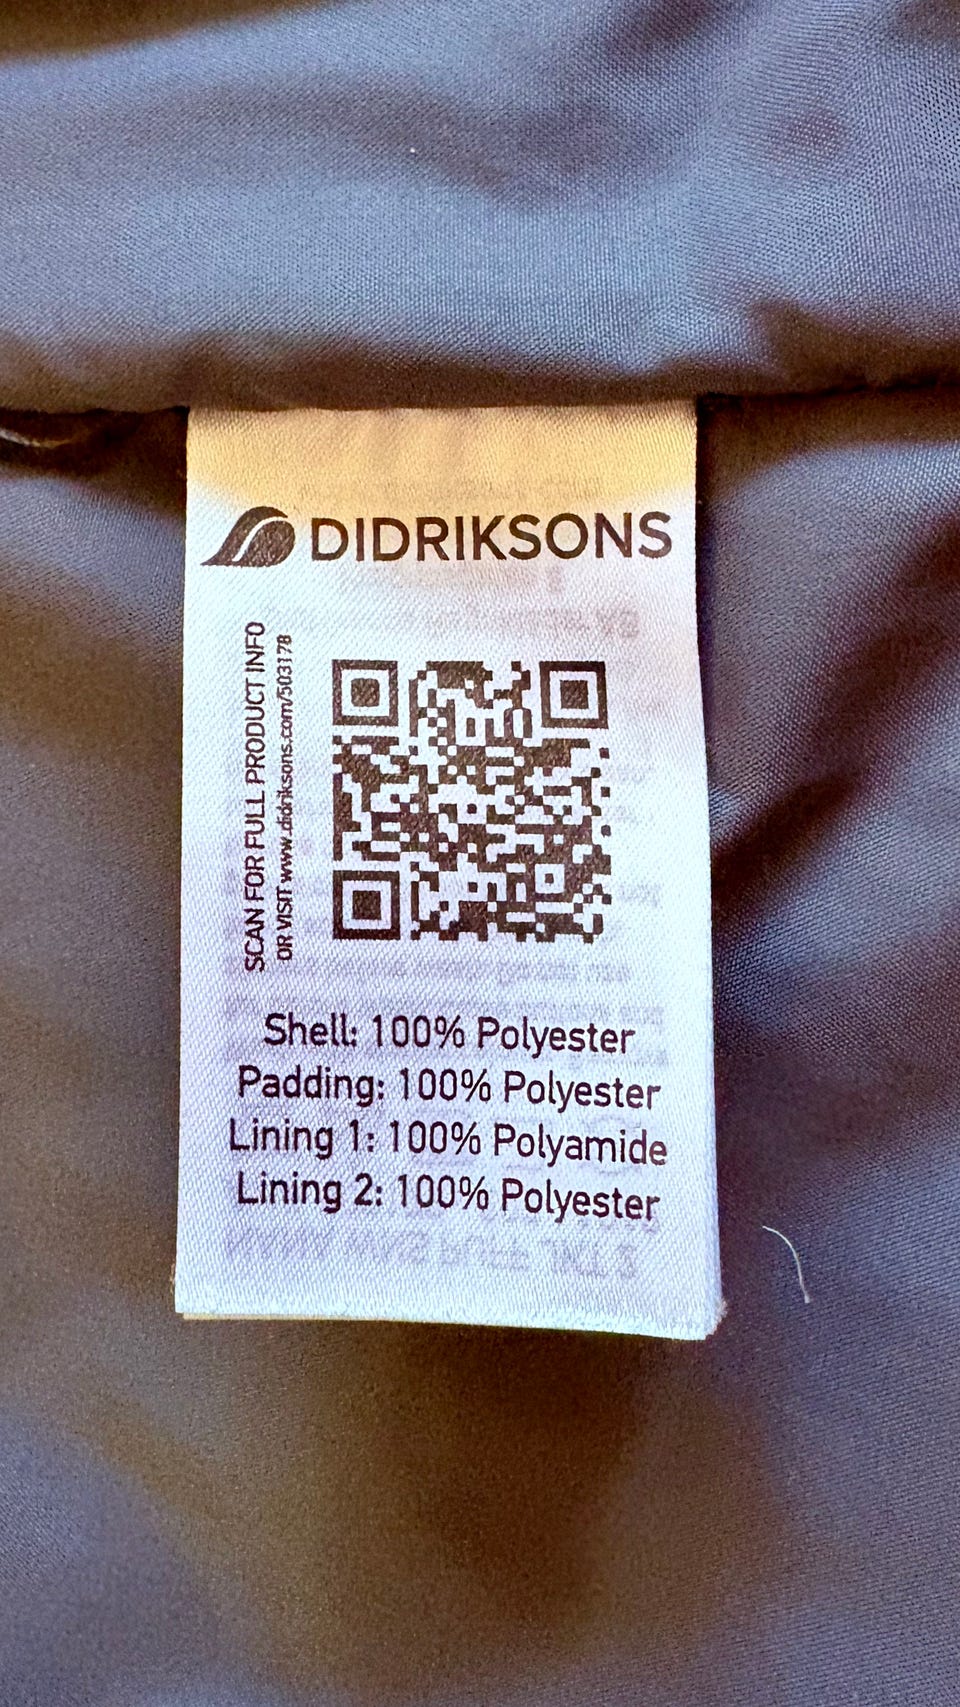 DIDRIKSONS
SCAN FOR FULL PRODUCT INFO
OR VISIT www.didriksons.com/503178
Shell: 100% Polyester
Padding: 100% Polyester
Lining 1: 100% Polyamide
Lining 2: 100% Polyester